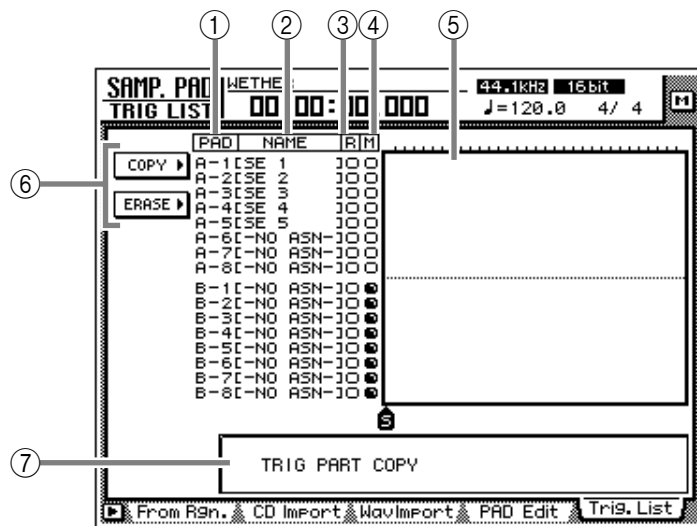 ① ② ③ ④ ⑤
SAMP. PAD WETHER 44.1kHz 16bit
TRIG LIST 00 00:00.000 ♩=120.0 4/ 4 M
PAD NAME R M
⑥
COPY
ERASE
A-1[SE 1 ]
A-2[SE 2 ]
A-3[SE 3 ]
A-4[SE 4 ]
A-5[SE 5 ]
A-6[-NO ASN-]
A-7[-NO ASN-]
A-8[-NO ASN-]
B-1[-NO ASN-]
B-2[-NO ASN-]
B-3[-NO ASN-]
B-4[-NO ASN-]
B-5[-NO ASN-]
B-6[-NO ASN-]
B-7[-NO ASN-]
B-8[-NO ASN-]
S
⑦ TRIG PART COPY
From Rgn. CD Import WavImport PAD Edit Trig. List